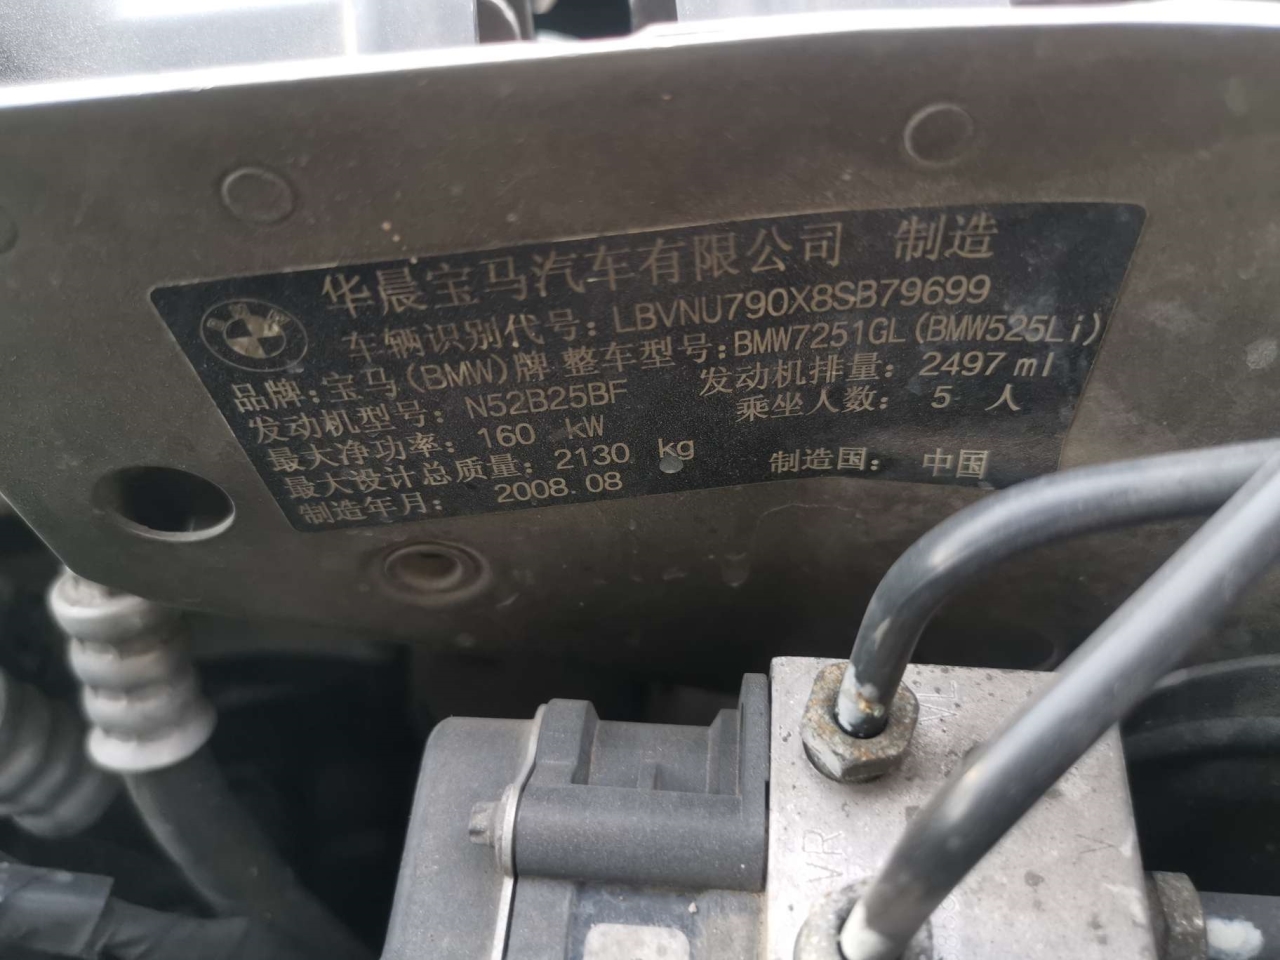 华晨宝马汽车有限公司 制造
车辆识别代号: LBVNU790X8SB79699
品牌: 宝马(BMW)牌 整车型号: BMW7251GL(BMW525Li)
发动机型号: N52B25BF 发动机排量: 2497 ml
最大净功率: 160 kW 乘坐人数: 5 人
最大设计总质量: 2130 kg
制造年月: 2008.08 制造国: 中国
VL
VR
V